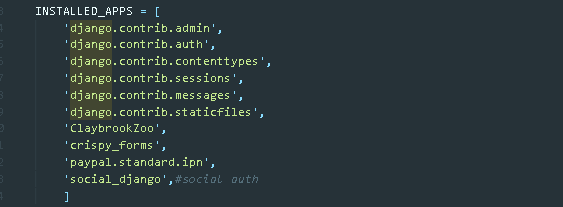 INSTALLED_APPS = [
'django.contrib.admin',
'django.contrib.auth',
'django.contrib.contenttypes',
'django.contrib.sessions',
'django.contrib.messages',
'django.contrib.staticfiles',
'ClaybrookZoo',
'crispy_forms',
'paypal.standard.ipn',
'social_django',#social auth
]